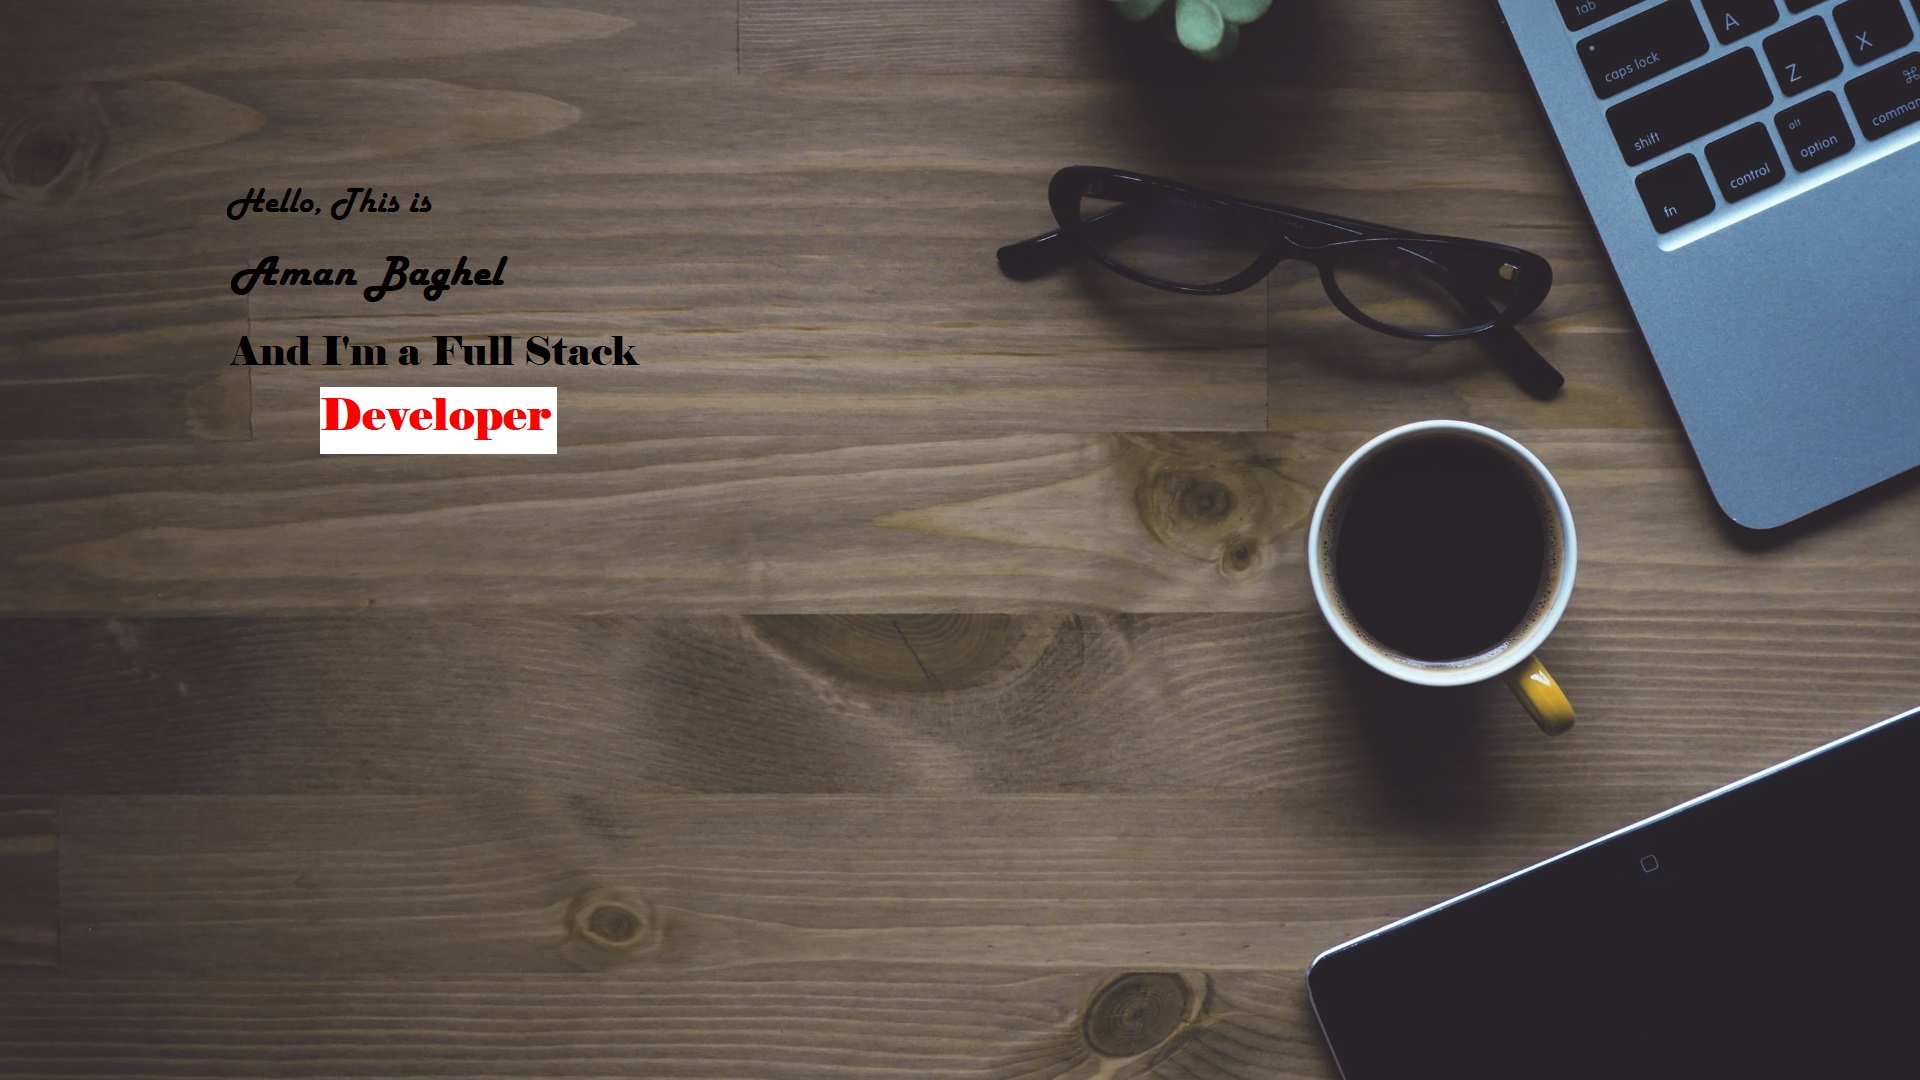 Hello, This is
Aman Baghel
And I'm a Full Stack
Developer
tab
A
caps lock
Z
X
shift
alt
option
command
control
fn